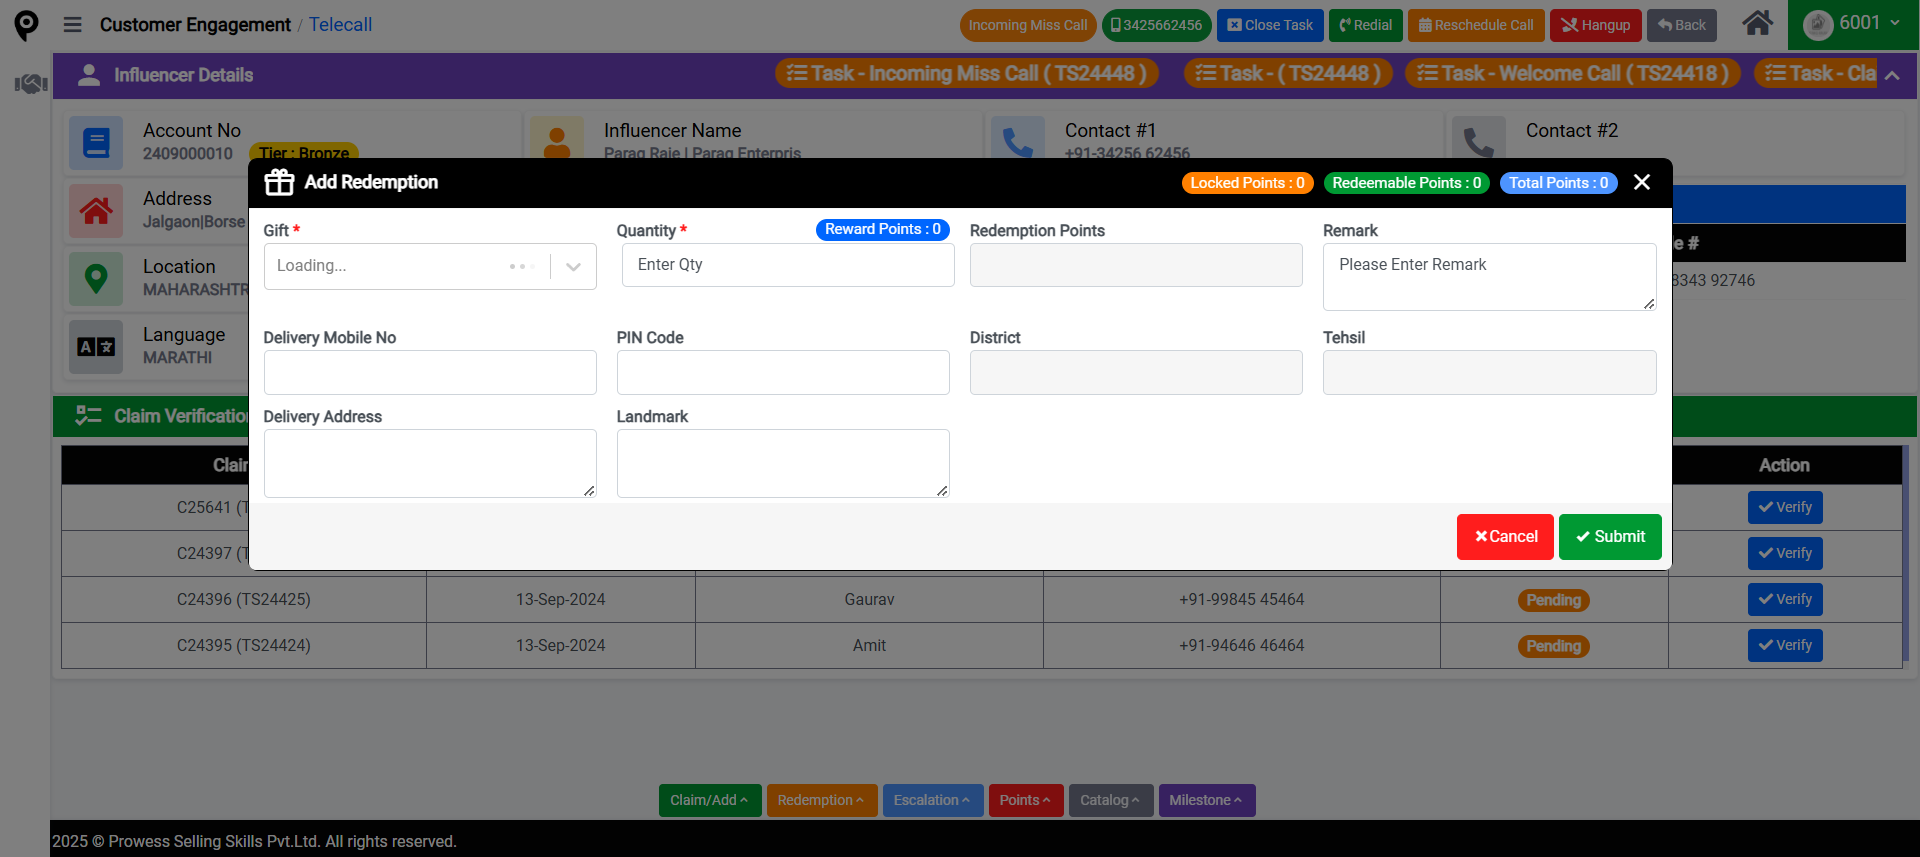 Customer Engagement / Telecall
Incoming Miss Call
3425662456
Close Task
Redial
Reschedule Call
Hangup
Back
6001
Influencer Details
Task - Incoming Miss Call ( TS24448 )
Task - ( TS24448 )
Task - Welcome Call ( TS24418 )
Task - Cla
Account No
2409000010
Tier : Bronze
Influencer Name
Parag Raje | Parag Enterpris
Contact #1
+91-34256 62456
Contact #2
Address
Jalgaon|Borse
Location
MAHARASHTR
Language
MARATHI
e #
3343 92746
Add Redemption
Locked Points : 0
Redeemable Points : 0
Total Points : 0
Gift *
Loading...
Quantity *
Reward Points : 0
Enter Qty
Redemption Points
Remark
Please Enter Remark
Delivery Mobile No
PIN Code
District
Tehsil
Delivery Address
Landmark
Cancel
Submit
Claim Verification
Clai
Action
C25641 (T
Verify
C24397 (T
Verify
C24396 (TS24425) 13-Sep-2024 Gaurav +91-99845 45464 Pending Verify
C24395 (TS24424) 13-Sep-2024 Amit +91-94646 46464 Pending Verify
Claim/Add
Redemption
Escalation
Points
Catalog
Milestone
2025 © Prowess Selling Skills Pvt.Ltd. All rights reserved.